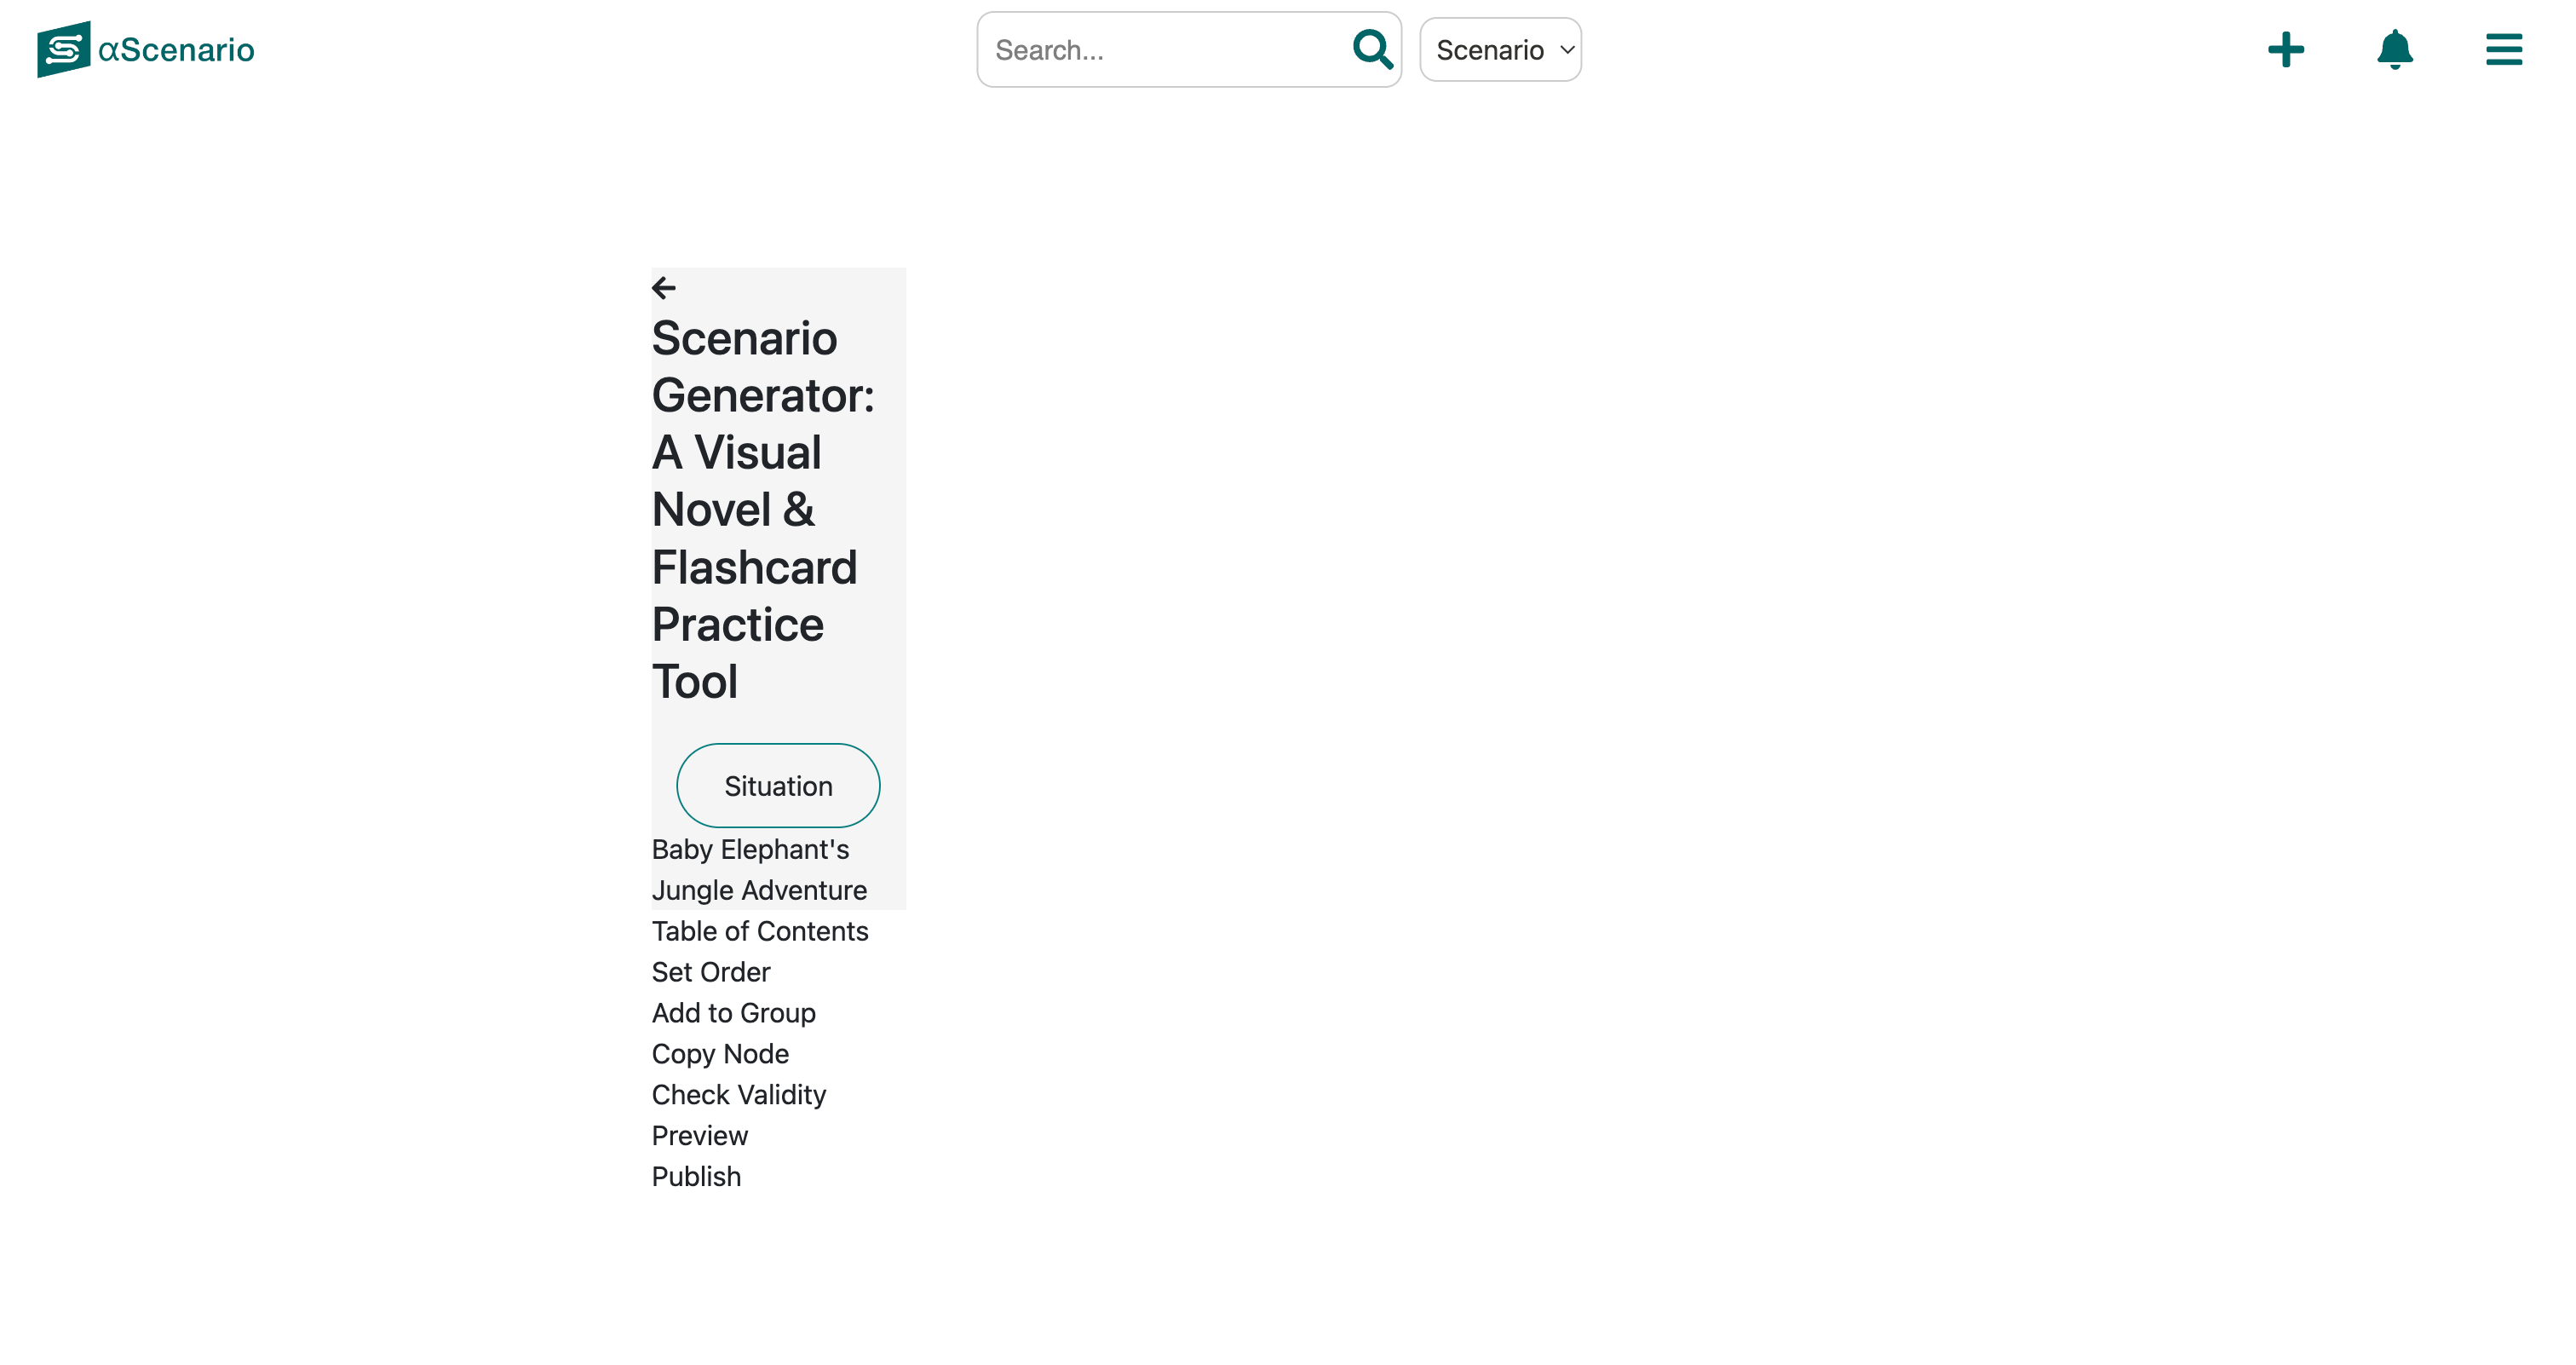 αScenario
Search...
Scenario
Scenario
Generator:
A Visual
Novel &
Flashcard
Practice
Tool
Situation
Baby Elephant's
Jungle Adventure
Table of Contents
Set Order
Add to Group
Copy Node
Check Validity
Preview
Publish